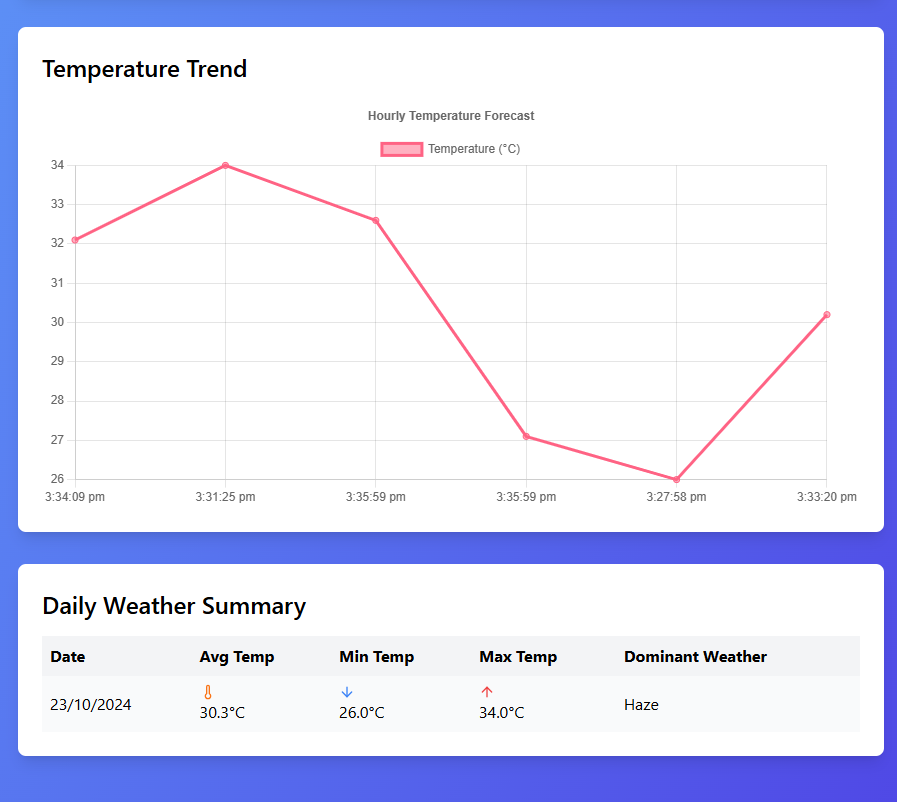 Temperature Trend
Hourly Temperature Forecast
Temperature (°C)
34
33
32
31
30
29
28
27
26
3:34:09 pm 3:31:25 pm 3:35:59 pm 3:35:59 pm 3:27:58 pm 3:33:20 pm
Daily Weather Summary
Date Avg Temp Min Temp Max Temp Dominant Weather
23/10/2024 30.3°C 26.0°C 34.0°C Haze